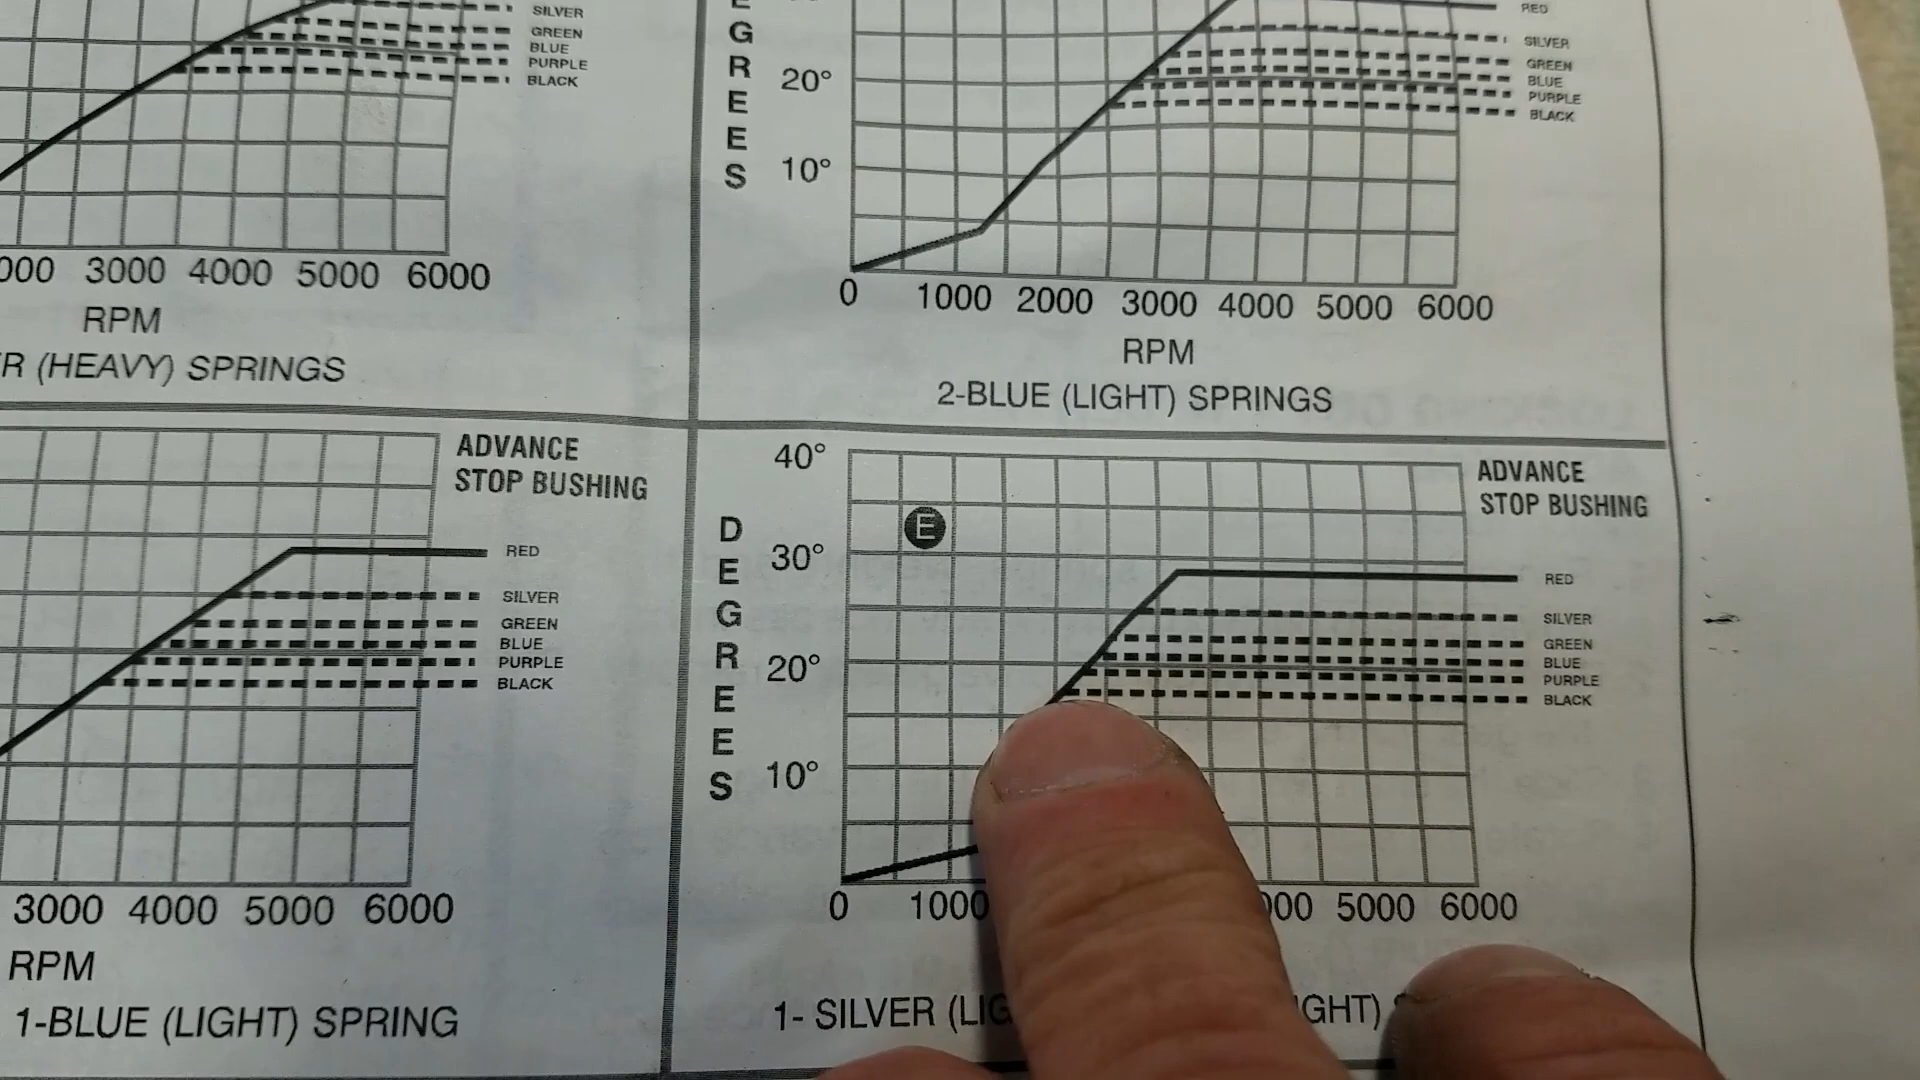 SILVER
GREEN
BLUE
PURPLE
BLACK
3000 4000 5000 6000
RPM
(HEAVY) SPRINGS
DEGREES
20°
10°
RED
SILVER
GREEN
BLUE
PURPLE
BLACK
0 1000 2000 3000 4000 5000 6000
RPM
2-BLUE (LIGHT) SPRINGS
ADVANCE
STOP BUSHING
RED
SILVER
GREEN
BLUE
PURPLE
BLACK
3000 4000 5000 6000
RPM
1-BLUE (LIGHT) SPRING
E
DEGREES
40°
30°
20°
10°
ADVANCE
STOP BUSHING
RED
SILVER
GREEN
BLUE
PURPLE
BLACK
0 1000 5000 6000
1- SILVER